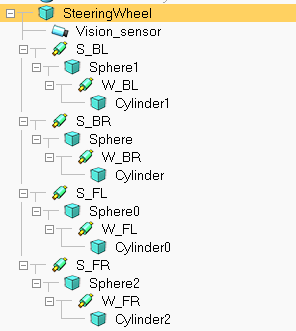 SteeringWheel
Vision_sensor
S_BL
Sphere1
W_BL
Cylinder1
S_BR
Sphere
W_BR
Cylinder
S_FL
Sphere0
W_FL
Cylinder0
S_FR
Sphere2
W_FR
Cylinder2